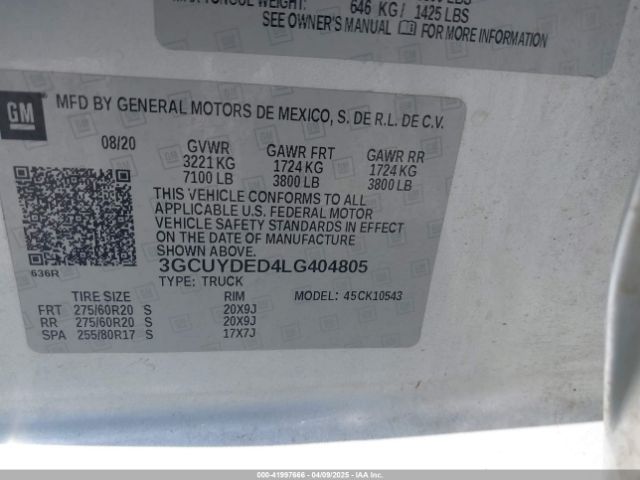 646 KG / 1425 LBS
SEE OWNER'S MANUAL FOR MORE INFORMATION
GM
MFD BY GENERAL MOTORS DE MEXICO, S. DE R.L. DE C.V.
08/20 GVWR GAWR FRT GAWR RR
3221 KG 1724 KG 1724 KG
7100 LB 3800 LB 3800 LB
THIS VEHICLE CONFORMS TO ALL
APPLICABLE U.S. FEDERAL MOTOR
VEHICLE SAFETY STANDARDS IN EFFECT
ON THE DATE OF MANUFACTURE
SHOWN ABOVE.
636R
3GCUYDED4LG404805
TYPE: TRUCK
TIRE SIZE RIM MODEL: 45CK10543
FRT 275/60R20 S 20X9J
RR 275/60R20 S 20X9J
SPA 255/80R17 S 17X7J
000-41997666 - 04/09/2025 - IAAI.com